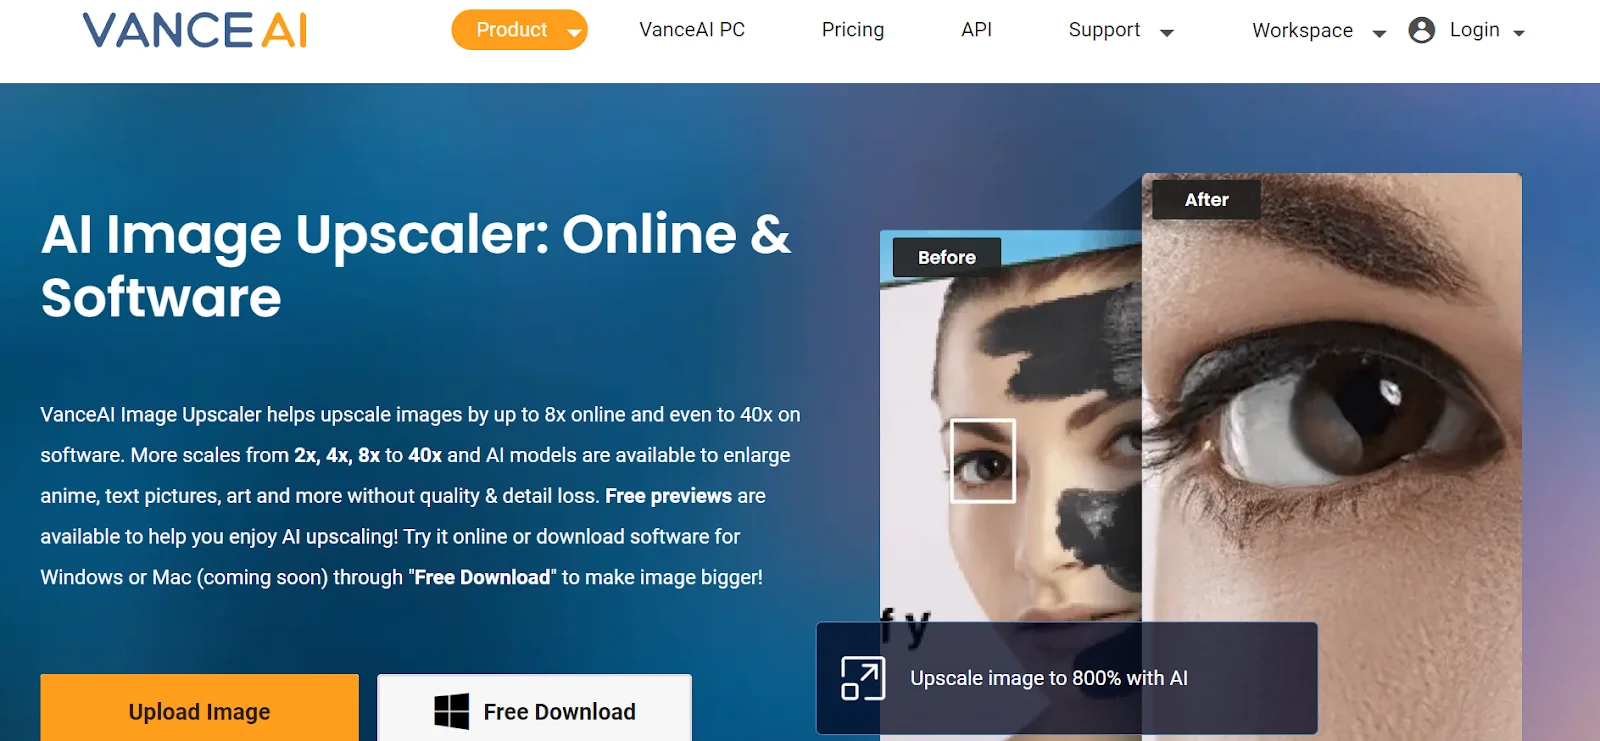 VANCE AI
Product
VanceAI PC
Pricing
API
Support
Workspace
Login
AI Image Upscaler: Online &
Software
VanceAI Image Upscaler helps upscale images by up to 8x online and even to 40x on
software. More scales from 2x, 4x, 8x to 40x and AI models are available to enlarge
anime, text pictures, art and more without quality & detail loss. Free previews are
available to help you enjoy AI upscaling! Try it online or download software for
Windows or Mac (coming soon) through "Free Download" to make image bigger!
Upload Image
Free Download
Before
After
f y
Upscale image to 800% with AI